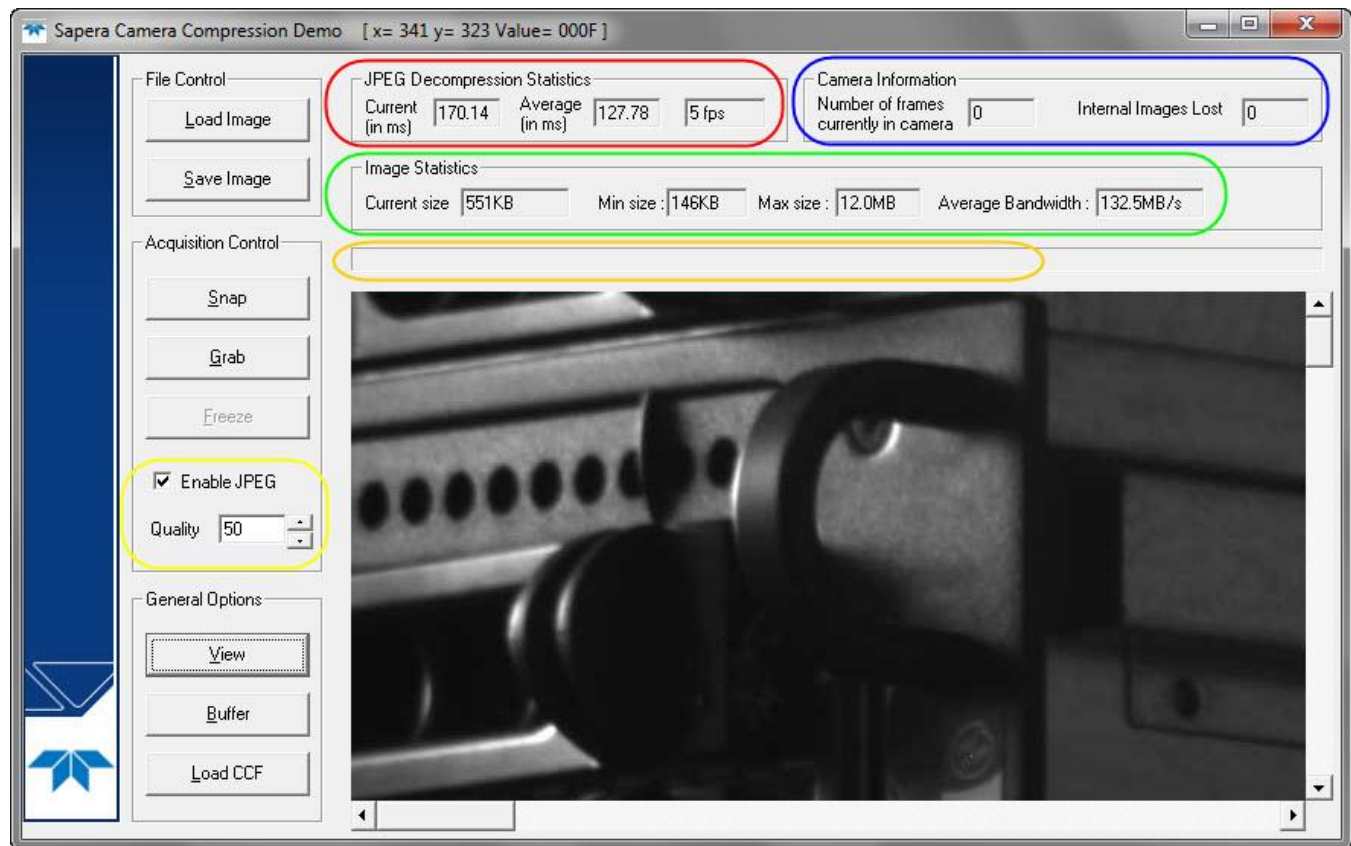 Sapera Camera Compression Demo [ x= 341 y= 323 Value= 000F ]
File Control
Load Image
Save Image
JPEG Decompression Statistics
Current (in ms) 170.14 Average (in ms) 127.78 5 fps
Camera Information
Number of frames currently in camera 0 Internal Images Lost 0
Image Statistics
Current size 551KB Min size : 146KB Max size : 12.0MB Average Bandwidth : 132.5MB/s
Acquisition Control
Snap
Grab
Freeze
Enable JPEG
Quality 50
General Options
View
Buffer
Load CCF